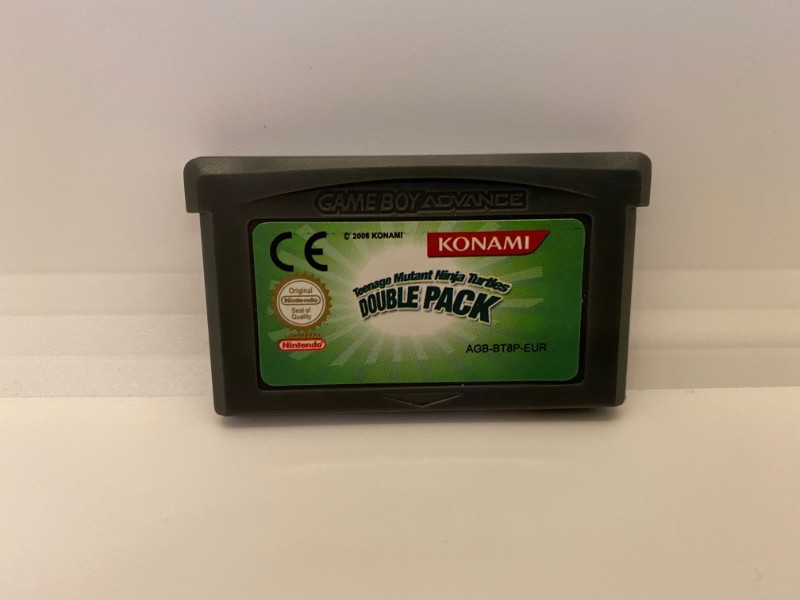 GAME BOY ADVANCE
CE
© 2006 KONAMI
KONAMI
Teenage Mutant Ninja Turtles
DOUBLE PACK
Original
Nintendo
Seal of
Quality
Nintendo
AGB-BT8P-EUR